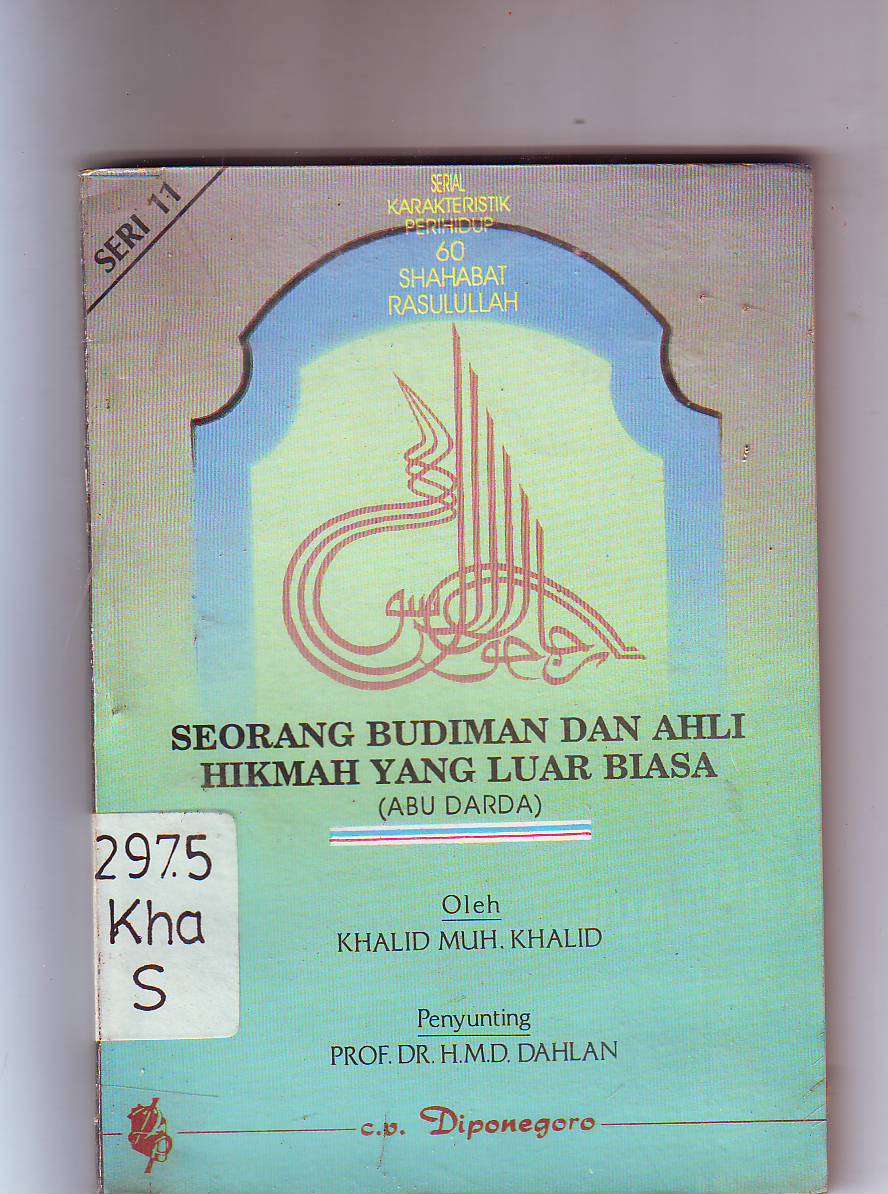 SERI 11
SERIAL
KARAKTERISTIK
PERIHIDUP
60
SHAHABAT
RASULULLAH
SEORANG BUDIMAN DAN AHLI
HIKMAH YANG LUAR BIASA
(ABU DARDA)
297.5
Kha
S
Oleh
KHALID MUH. KHALID
Penyunting
PROF. DR. H.M.D. DAHLAN
c.v. Diponegoro